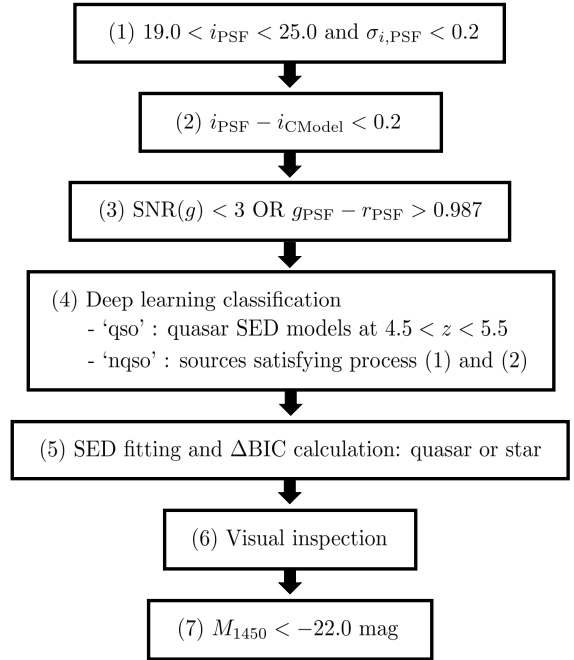 (1) 19.0 < i_PSF < 25.0 and σ_i,PSF < 0.2
(2) i_PSF − i_CModel < 0.2
(3) SNR(g) < 3 OR g_PSF − r_PSF > 0.987
(4) Deep learning classification
- ‘qso’ : quasar SED models at 4.5 < z < 5.5
- ‘nqso’ : sources satisfying process (1) and (2)
(5) SED fitting and ΔBIC calculation: quasar or star
(6) Visual inspection
(7) M_1450 < −22.0 mag